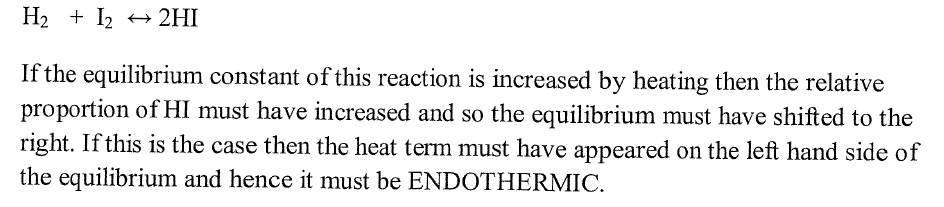 H₂ + I₂ ↔ 2HI
If the equilibrium constant of this reaction is increased by heating then the relative
proportion of HI must have increased and so the equilibrium must have shifted to the
right. If this is the case then the heat term must have appeared on the left hand side of
the equilibrium and hence it must be ENDOTHERMIC.